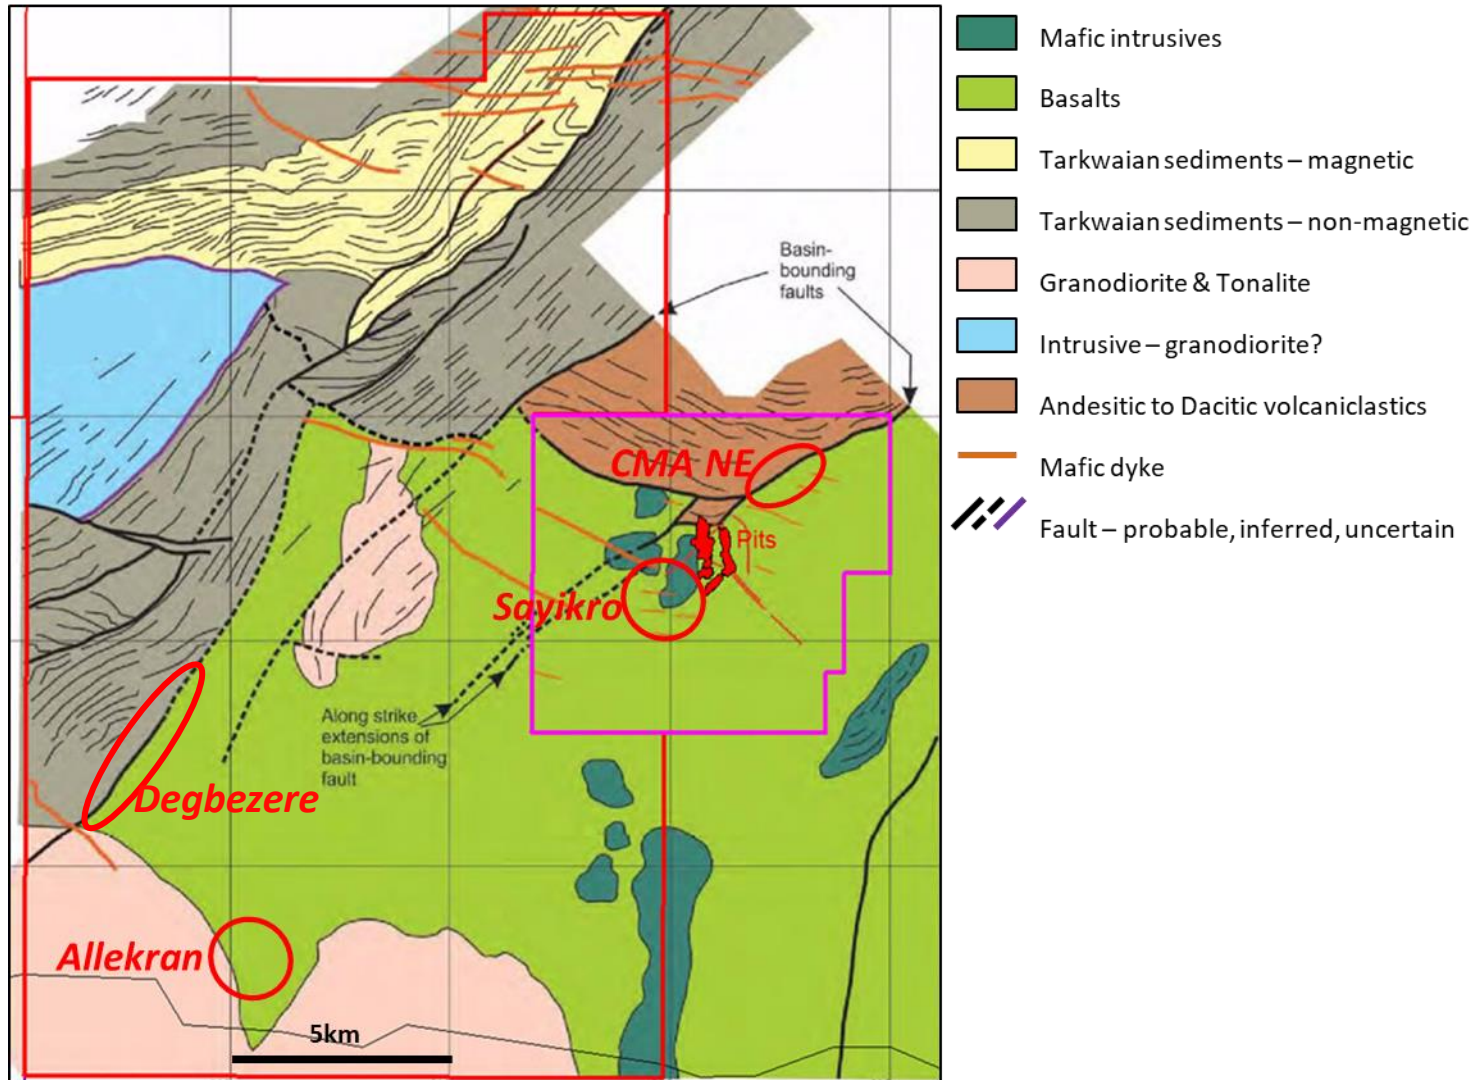 Mafic intrusives
Basalts
Tarkwaian sediments – magnetic
Tarkwaian sediments – non-magnetic
Granodiorite & Tonalite
Intrusive – granodiorite?
Andesitic to Dacitic volcaniclastics
Mafic dyke
Fault – probable, inferred, uncertain
Basin-
bounding
faults
CMA NE
Pits
Sayikro
Along strike
extensions of
basin-bounding
fault
Degbezere
Allekran
5km